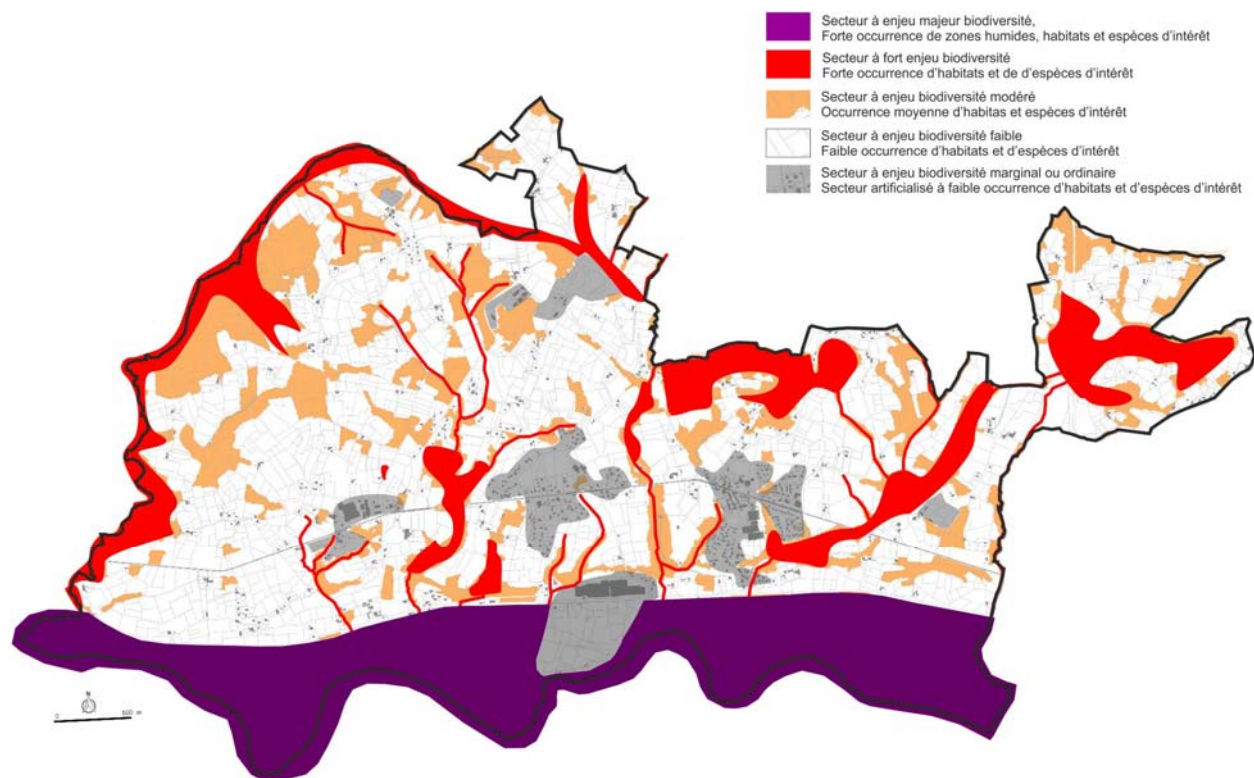 Secteur à enjeu majeur biodiversité,
Forte occurrence de zones humides, habitats et espèces d'intérêt
Secteur à fort enjeu biodiversité
Forte occurrence d'habitats et de d'espèces d'intérêt
Secteur à enjeu biodiversité modéré
Occurrence moyenne d'habitas et espèces d'intérêt
Secteur à enjeu biodiversité faible
Faible occurrence d'habitats et d'espèces d'intérêt
Secteur à enjeu biodiversité marginal ou ordinaire
Secteur artificialisé à faible occurrence d'habitats et d'espèces d'intérêt
N
0 500 m